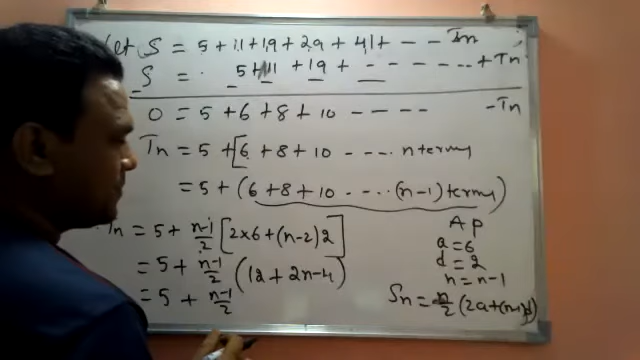 Let S = 5 + 11 + 19 + 29 + 41 + - - Tn
S = 5 + 11 + 19 + - - - - - .. + Tn
0 = 5 + 6 + 8 + 10 - - - - - Tn
Tn = 5 + [6 + 8 + 10 - - - . n terms
= 5 + (6 + 8 + 10 . - - . . (n-1) terms)
Tn = 5 + n-1/2 [2×6 + (n-2)2]
= 5 + n-1/2 (12 + 2n-4)
= 5 + n-1/2
AP
a = 6
d = 2
n = n-1
Sn = n/2 (2a + (n-1)d)